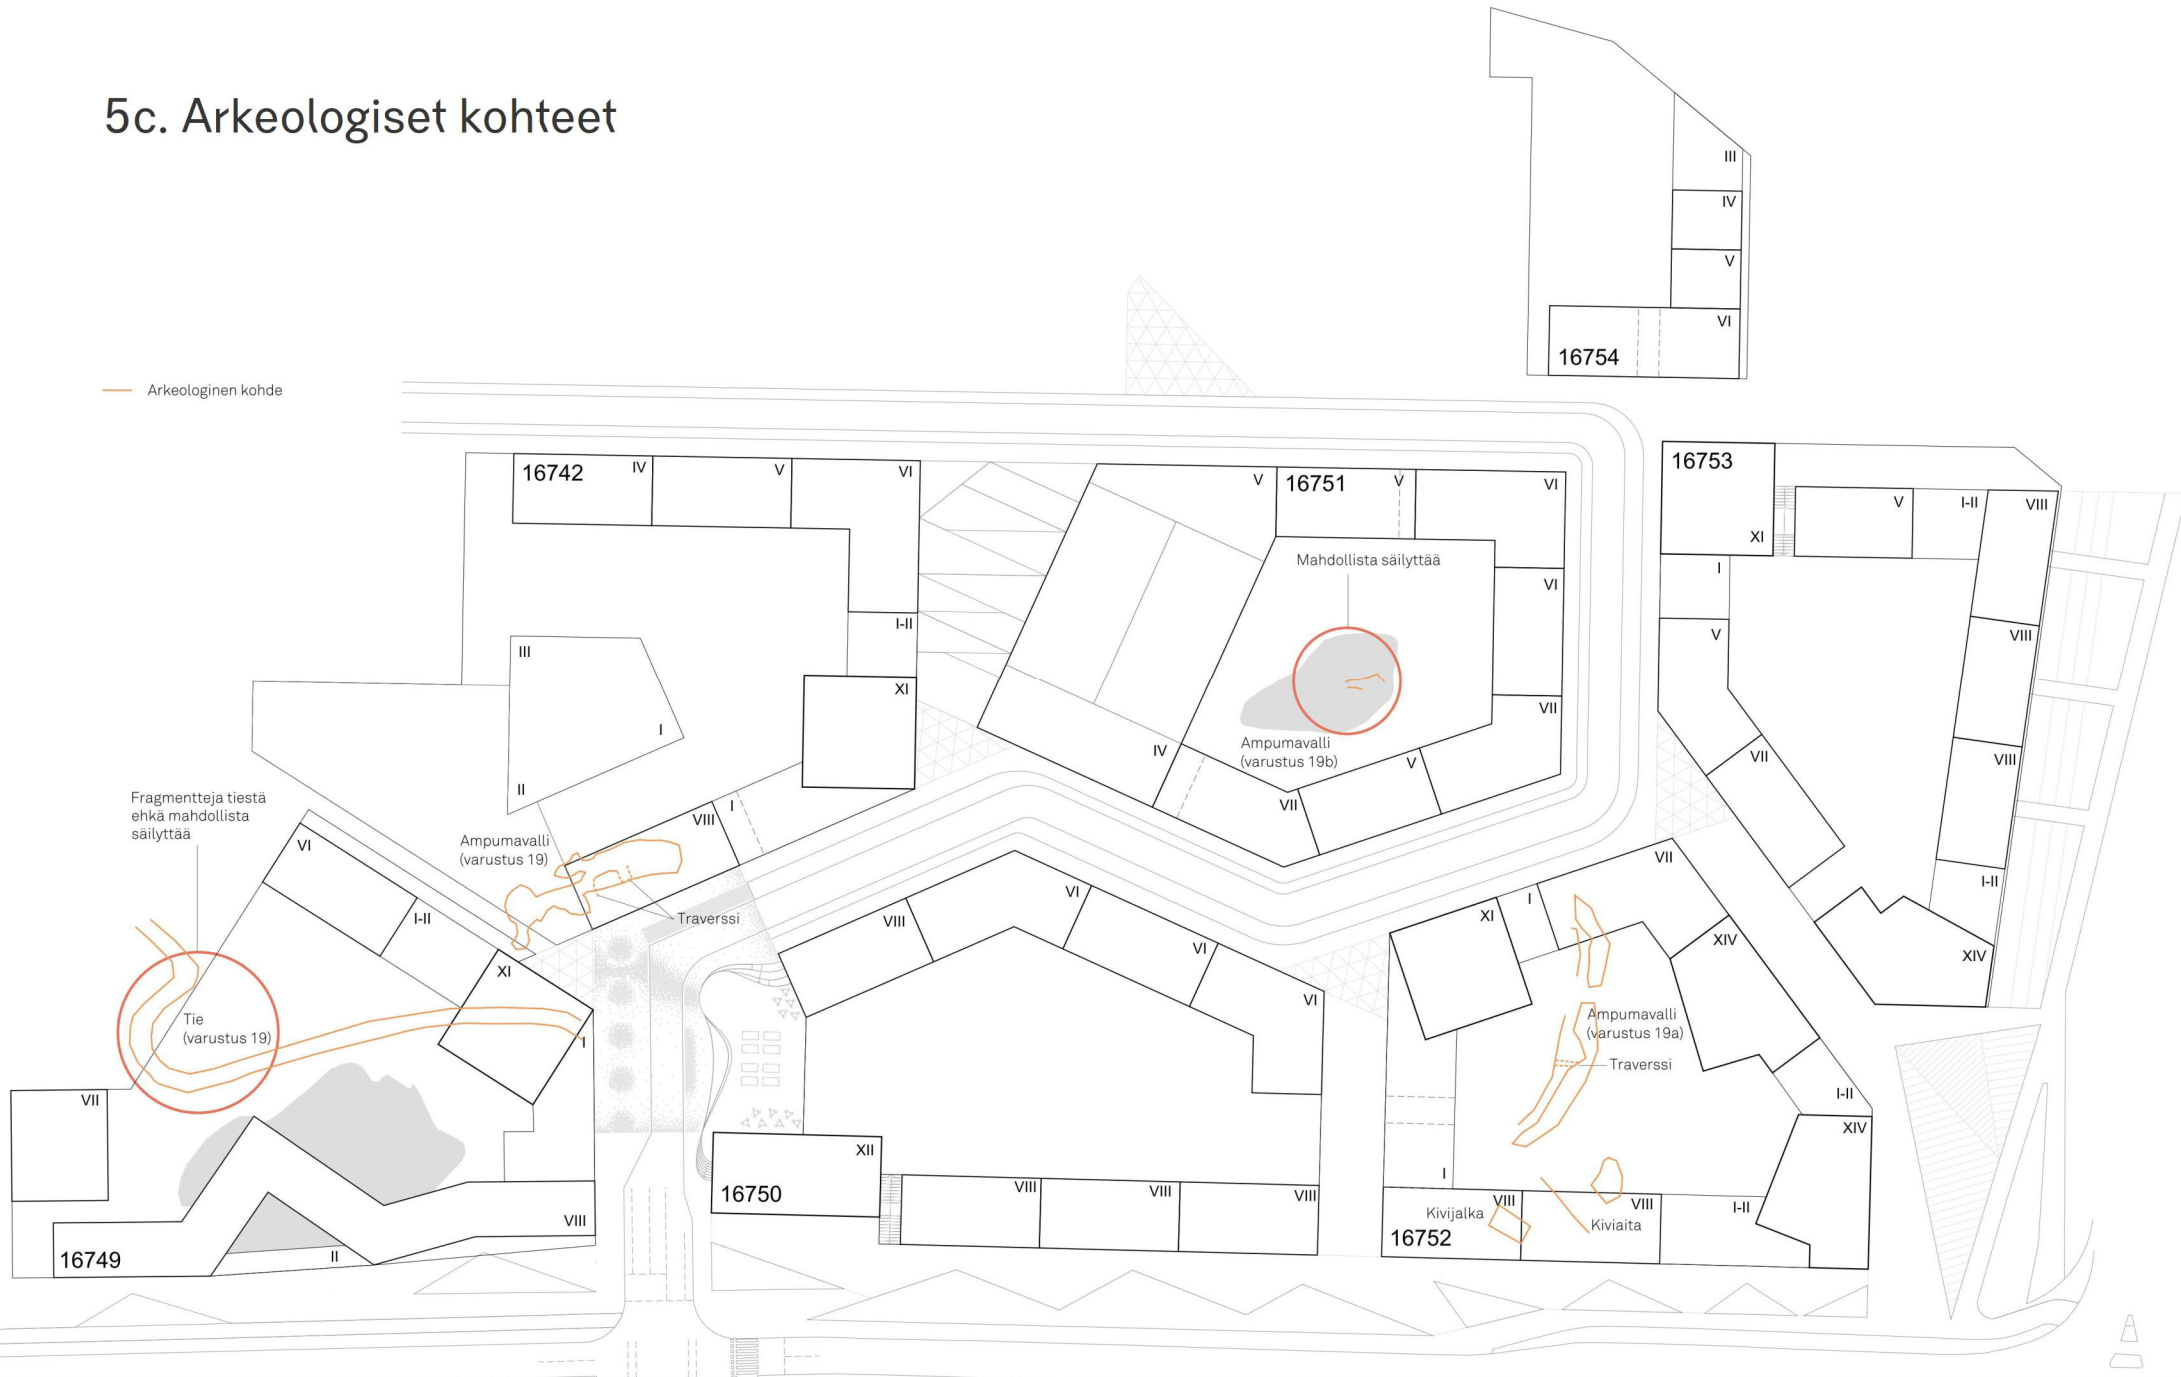 5c. Arkeologiset kohteet
Arkeologinen kohde
III
IV
V
VI
16754
16742
IV
V
VI
I-II
XI
III
I
II
VIII
I
Ampumavalli
(varustus 19)
Traverssi
V
16751
V
VI
VI
VII
V
VII
IV
Mahdollista säilyttää
Ampumavalli
(varustus 19b)
16753
XI
V
I-II
VIII
I
V
VIII
VII
VIII
I-II
XIV
Fragmentteja tiestä
ehkä mahdollista
säilyttää
VI
I-II
XI
I
Tie
(varustus 19)
VII
VIII
II
16749
VIII
VI
VI
VI
XII
16750
VIII
VIII
VIII
VII
I
XI
XIV
Ampumavalli
(varustus 19a)
Traverssi
I-II
XIV
I
VIII
Kivijalka
16752
VIII
Kiviaita
I-II